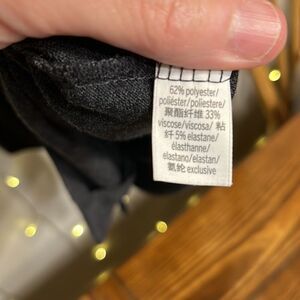 62% polyester/
poliéster/poliestere/
聚酯纤维 33%
viscose/viscosa/ 粘
纤 5% elastane/
élasthanne/
elastano/elastan/
氨纶 exclusive